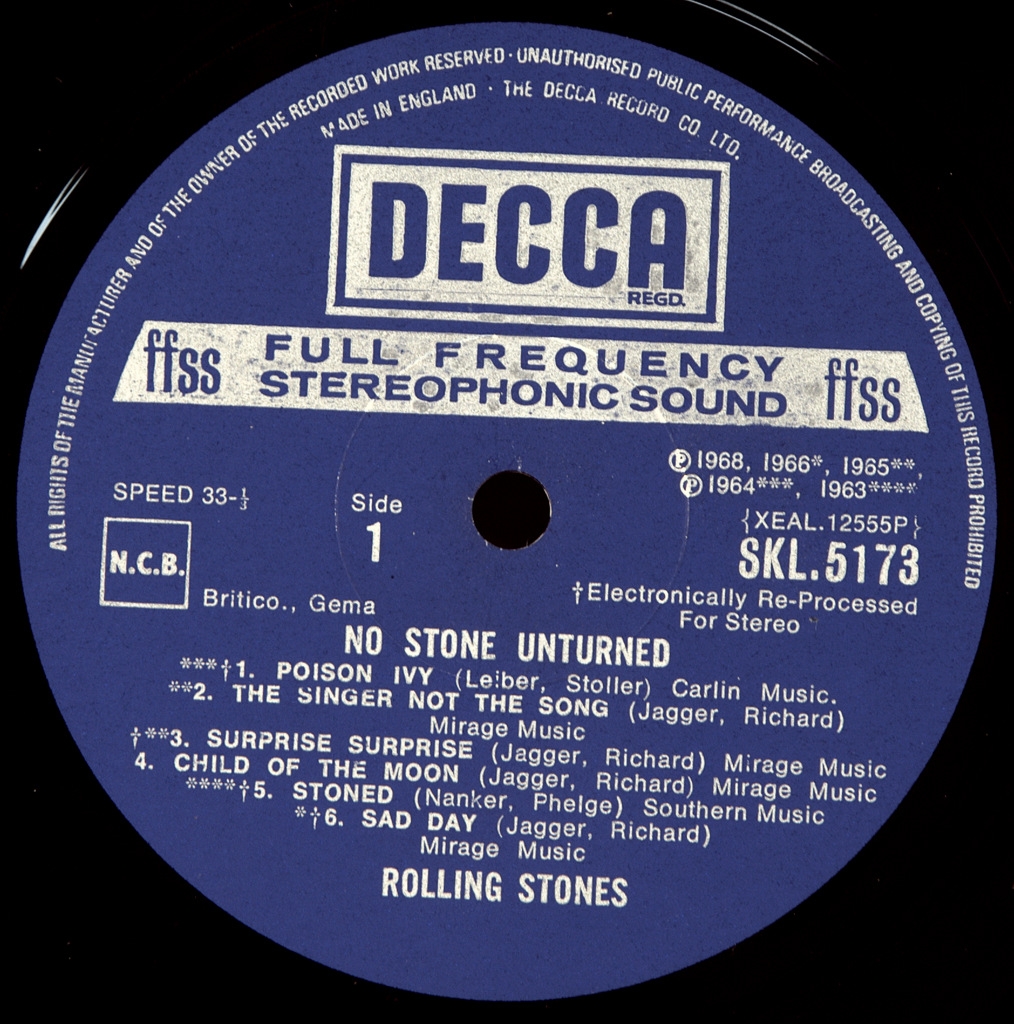 ALL RIGHTS OF THE MANUFACTURER AND OF THE OWNER OF THE RECORDED WORK RESERVED · UNAUTHORISED PUBLIC PERFORMANCE BROADCASTING AND COPYING OF THIS RECORD PROHIBITED
MADE IN ENGLAND · THE DECCA RECORD CO. LTD.
DECCA
REGD.
ffss FULL FREQUENCY ffss
STEREOPHONIC SOUND
Ⓟ1968, 1966*, 1965**,
Ⓟ1964***, 1963****
SPEED 33-⅓
Side
1
{XEAL.12555P}
SKL.5173
N.C.B.
Britico., Gema
†Electronically Re-Processed
For Stereo
NO STONE UNTURNED
***†1. POISON IVY (Leiber, Stoller) Carlin Music.
**2. THE SINGER NOT THE SONG (Jagger, Richard)
Mirage Music
†**3. SURPRISE SURPRISE (Jagger, Richard) Mirage Music
4. CHILD OF THE MOON (Jagger, Richard) Mirage Music
****†5. STONED (Nanker, Phelge) Southern Music
*†6. SAD DAY (Jagger, Richard)
Mirage Music
ROLLING STONES